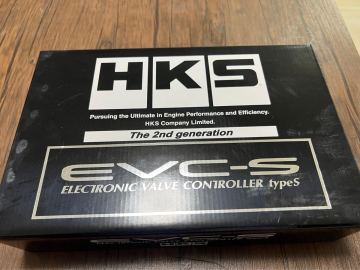 HKS
Pursuing the Ultimate in Engine Performance and Efficiency.
HKS Company Limited.
The 2nd generation
EVC-S
ELECTRONIC VALVE CONTROLLER typeS
HKS